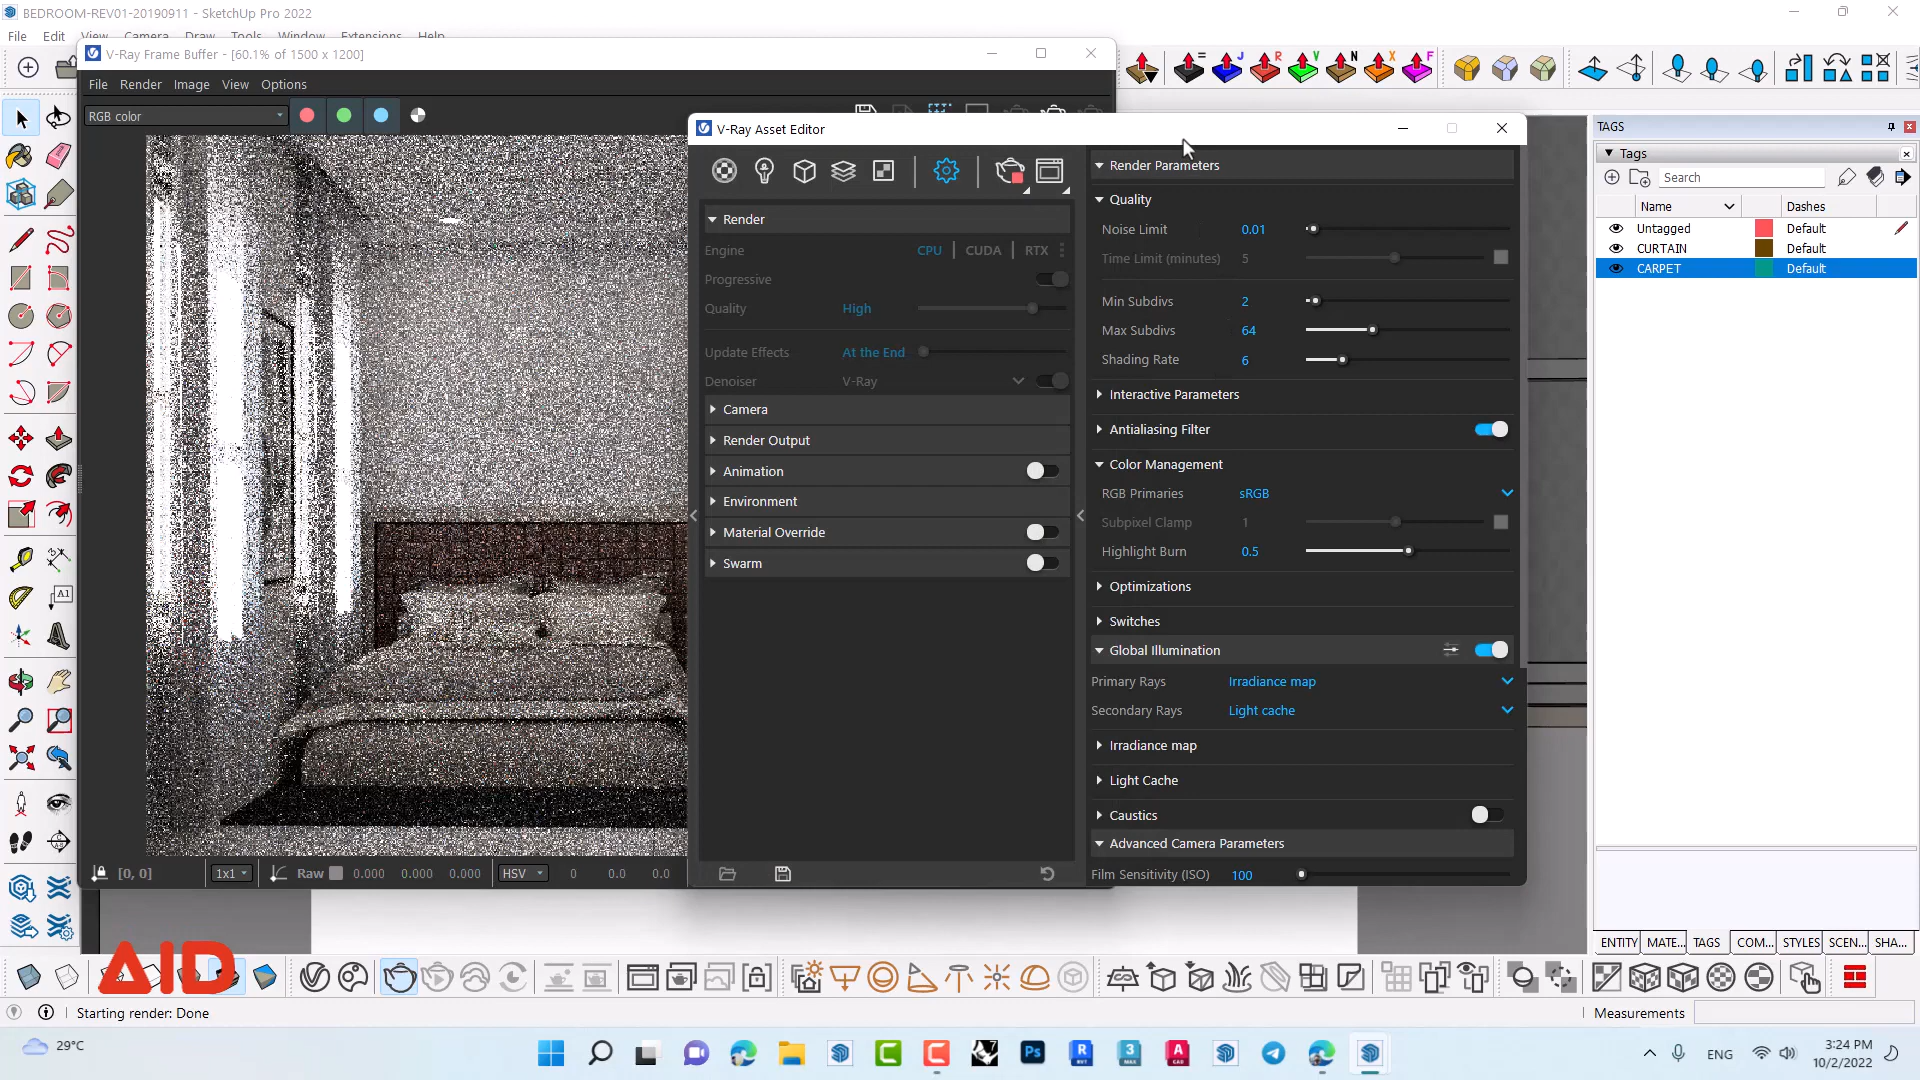 BEDROOM-REV01-20190911 - SketchUp Pro 2022
File Edit View Camera Draw Tools Window Extensions Help
V-Ray Frame Buffer - [60.1% of 1500 x 1200]
File Render Image View Options
RGB color
V-Ray Asset Editor
Render
Engine CPU CUDA RTX
Progressive
Quality High
Update Effects At the End
Denoiser V-Ray
Camera
Render Output
Animation
Environment
Material Override
Swarm
Render Parameters
Quality
Noise Limit 0.01
Time Limit (minutes) 5
Min Subdivs 2
Max Subdivs 64
Shading Rate 6
Interactive Parameters
Antialiasing Filter
Color Management
RGB Primaries sRGB
Subpixel Clamp 1
Highlight Burn 0.5
Optimizations
Switches
Global Illumination
Primary Rays Irradiance map
Secondary Rays Light cache
Irradiance map
Light Cache
Caustics
Advanced Camera Parameters
Film Sensitivity (ISO) 100
TAGS
Tags
Search
Name Dashes
Untagged Default
CURTAIN Default
CARPET Default
[0, 0] 1x1 Raw 0.000 0.000 0.000 HSV 0 0.0 0.0
ENTITY MATE... TAGS COM... STYLES SCEN... SHA...
AID
Starting render: Done
Measurements
29°C
ENG
3:24 PM
10/2/2022